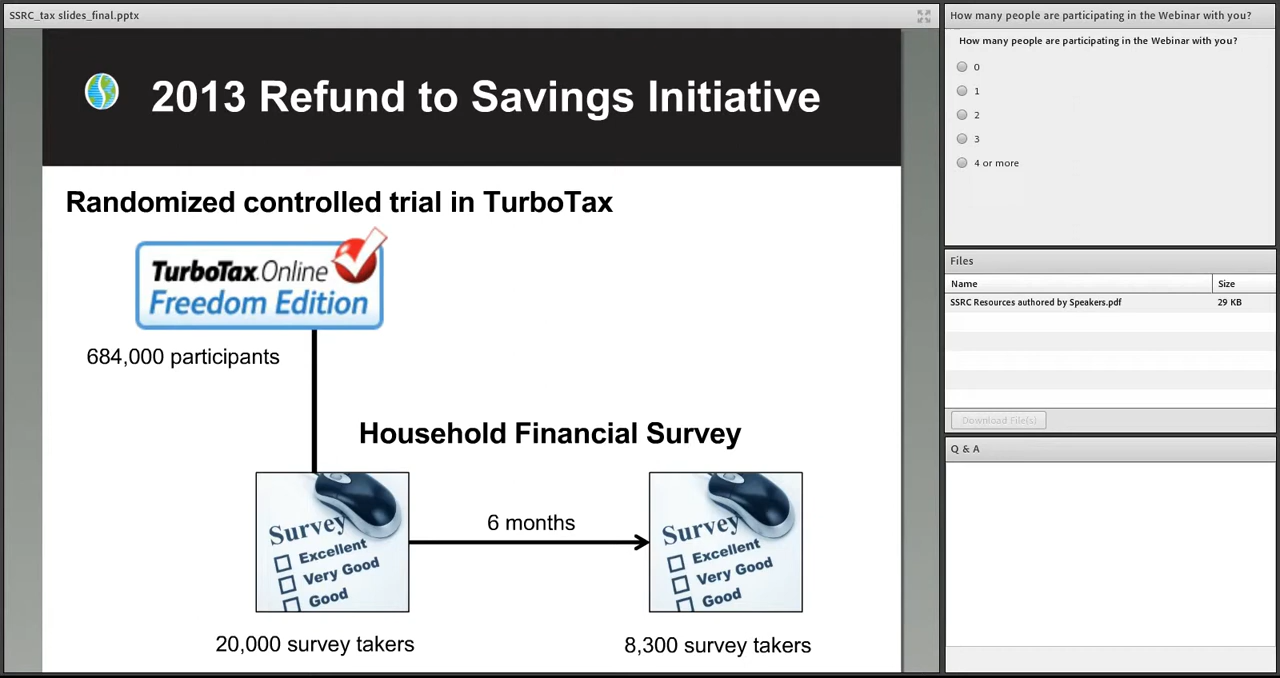 SSRC_tax slides_final.pptx
2013 Refund to Savings Initiative
Randomized controlled trial in TurboTax
TurboTax.Online
Freedom Edition
684,000 participants
Household Financial Survey
Survey
Excellent
Very Good
Good
6 months
Survey
Excellent
Very Good
Good
20,000 survey takers
8,300 survey takers
How many people are participating in the Webinar with you?
How many people are participating in the Webinar with you?
0
1
2
3
4 or more
Files
Name Size
SSRC Resources authored by Speakers.pdf 29 KB
Download File(s)
Q & A